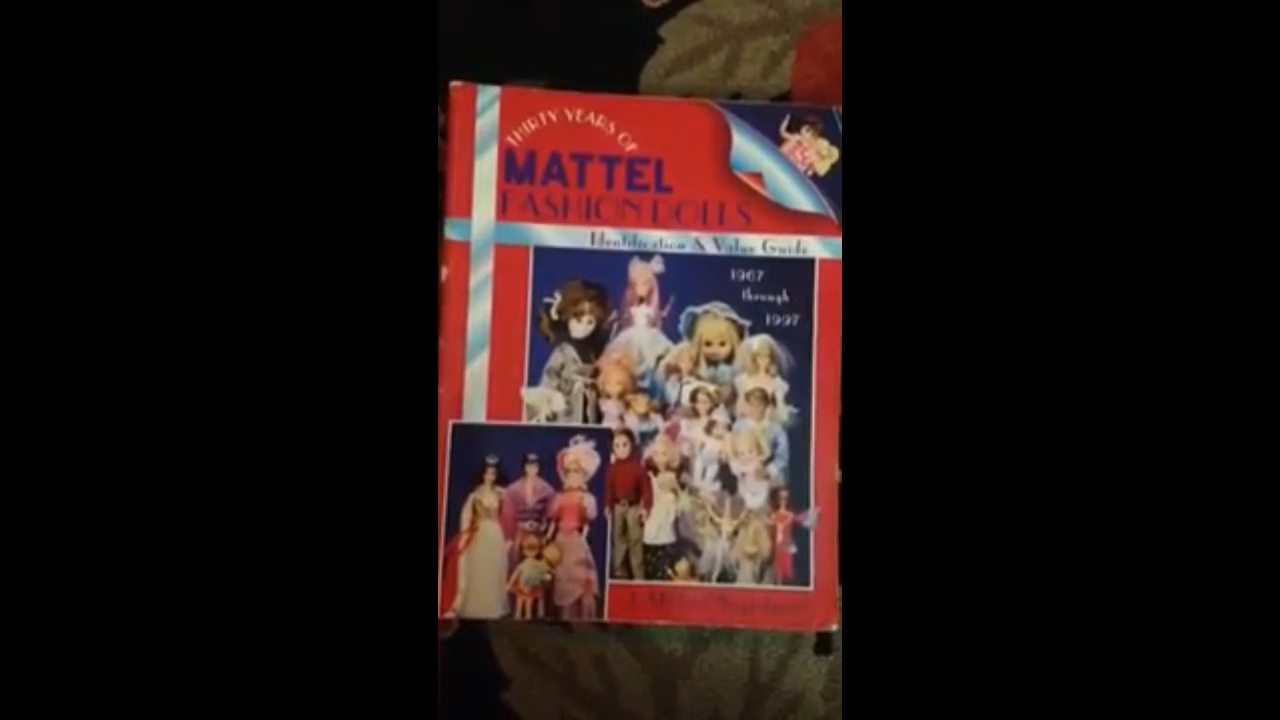 THIRTY YEARS OF
MATTEL
FASHION DOLLS
Identification & Value Guide
1967
through
1997